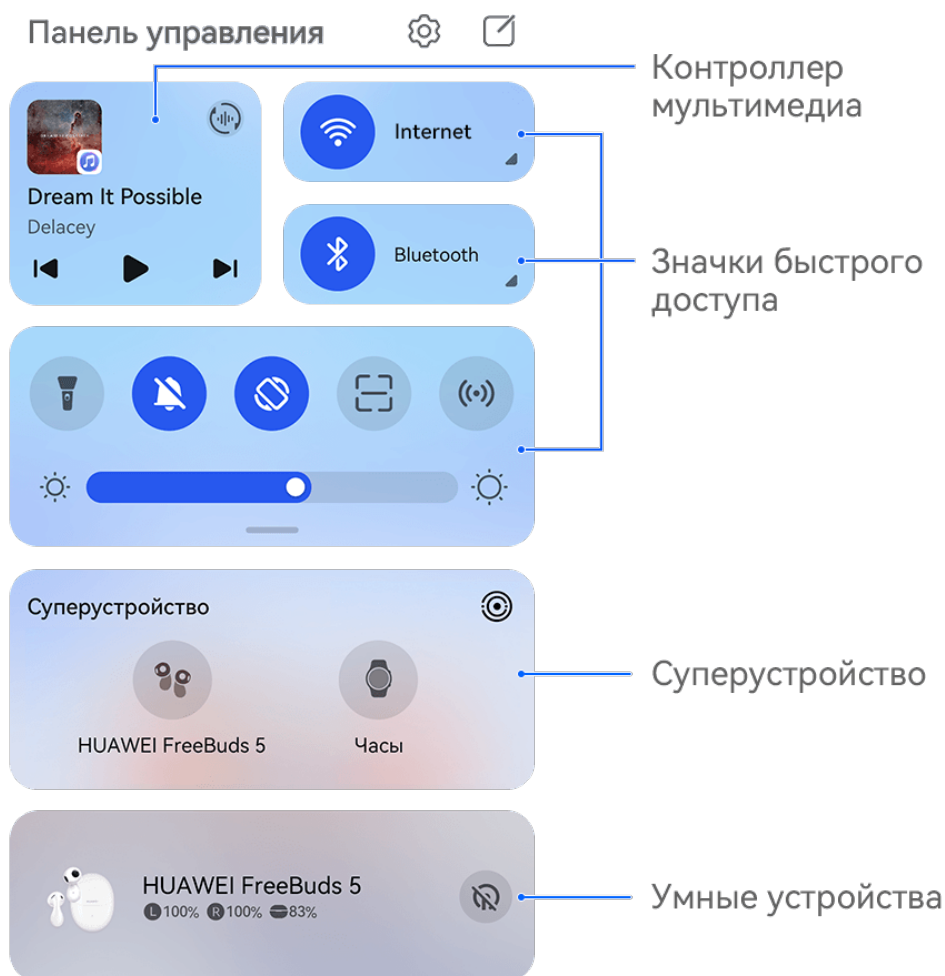 Панель управления
Контроллер
мультимедиа
Internet
Dream It Possible
Delacey
Bluetooth
Значки быстрого
доступа
Суперустройство
HUAWEI FreeBuds 5
Часы
Суперустройство
HUAWEI FreeBuds 5
L 100% R 100% 83%
Умные устройства